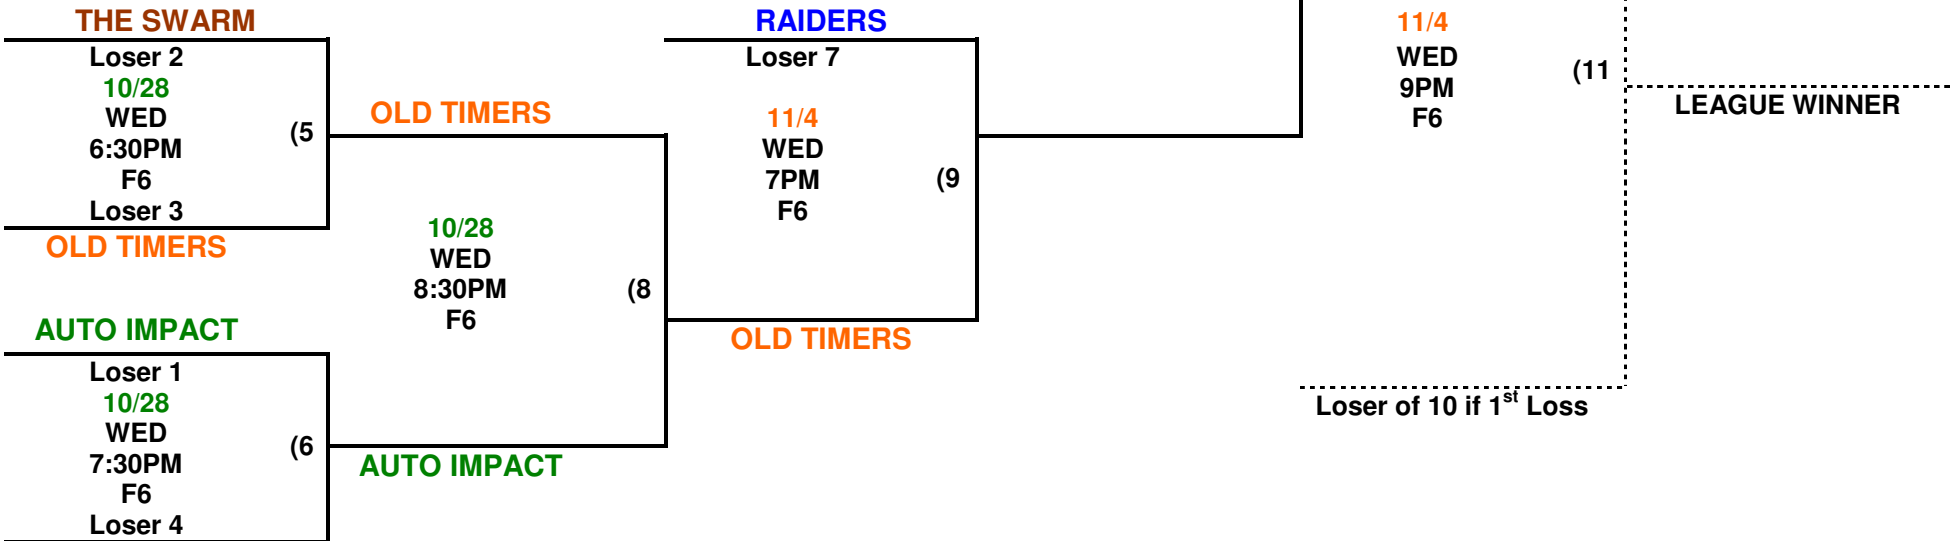 THE SWARM
Loser 2
10/28
WED
6:30PM
F6
Loser 3
(5
OLD TIMERS
OLD TIMERS
AUTO IMPACT
Loser 1
10/28
WED
7:30PM
F6
Loser 4
(6
AUTO IMPACT
10/28
WED
8:30PM
F6
(8
RAIDERS
Loser 7
11/4
WED
7PM
F6
(9
OLD TIMERS
11/4
WED
9PM
F6
(11
LEAGUE WINNER
Loser of 10 if 1st Loss